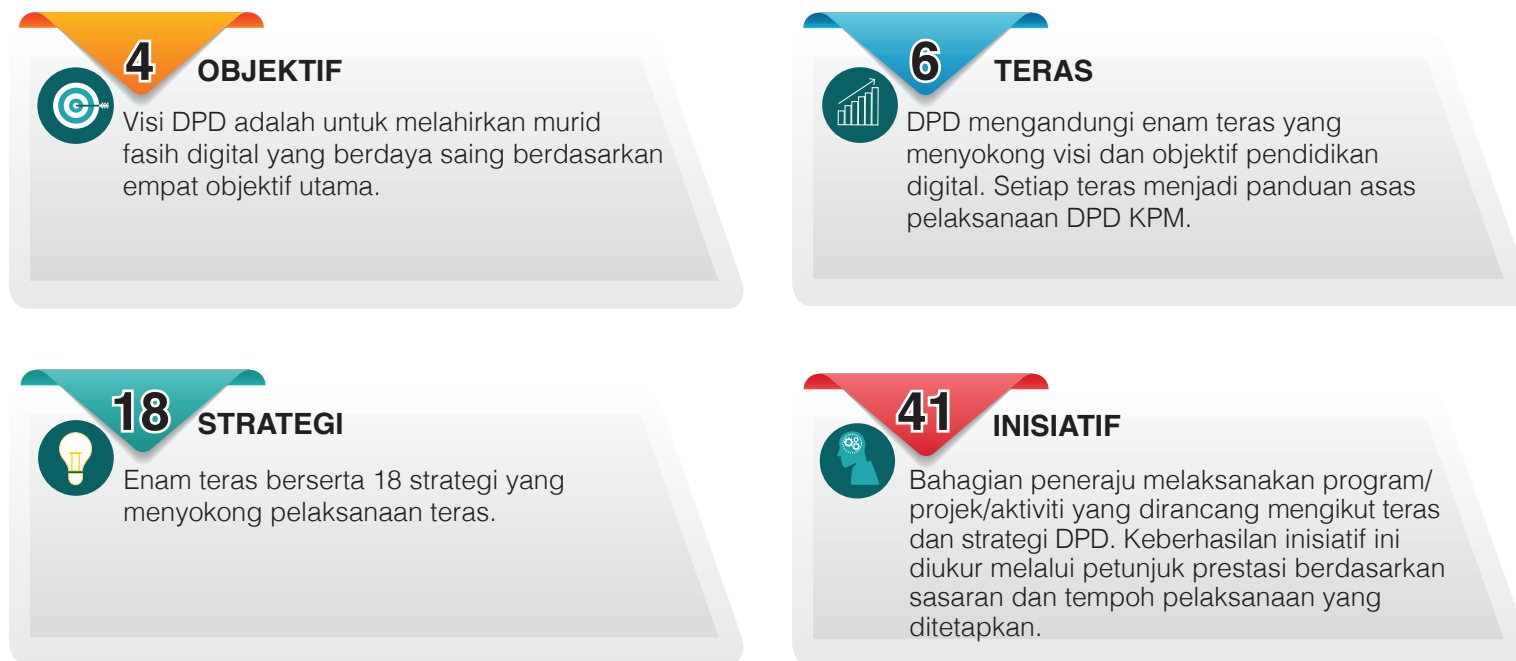 4
OBJEKTIF
Visi DPD adalah untuk melahirkan murid
fasih digital yang berdaya saing berdasarkan
empat objektif utama.
6
TERAS
DPD mengandungi enam teras yang
menyokong visi dan objektif pendidikan
digital. Setiap teras menjadi panduan asas
pelaksanaan DPD KPM.
18
STRATEGI
Enam teras berserta 18 strategi yang
menyokong pelaksanaan teras.
41
INISIATIF
Bahagian peneraju melaksanakan program/
projek/aktiviti yang dirancang mengikut teras
dan strategi DPD. Keberhasilan inisiatif ini
diukur melalui petunjuk prestasi berdasarkan
sasaran dan tempoh pelaksanaan yang
ditetapkan.